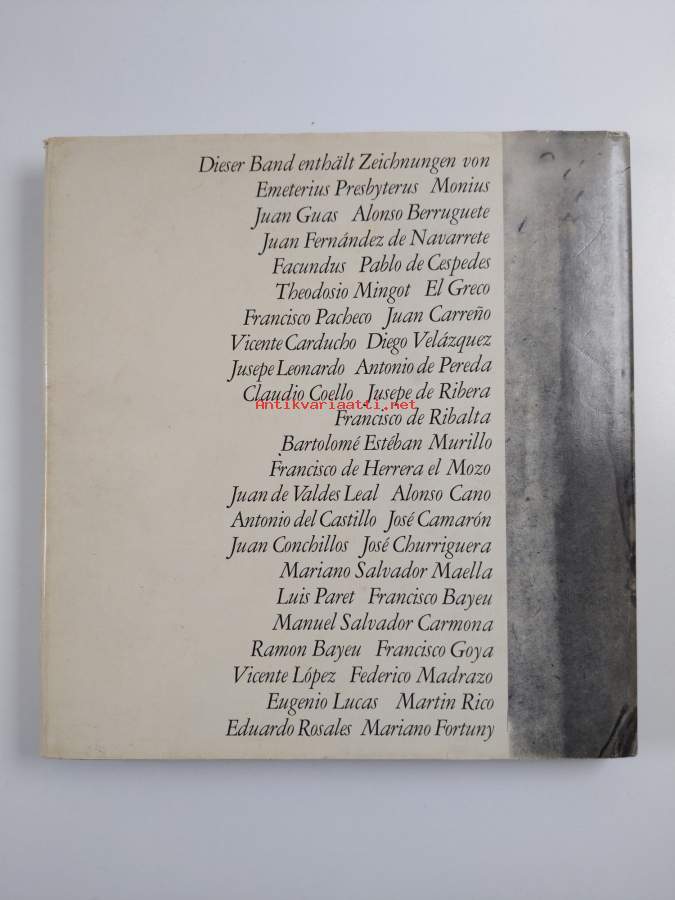 Dieser Band enthält Zeichnungen von
Emeterius Presbyterus Monius
Juan Guas Alonso Berruguete
Juan Fernández de Navarrete
Facundus Pablo de Cespedes
Theodosio Mingot El Greco
Francisco Pacheco Juan Carreño
Vicente Carducho Diego Velázquez
Jusepe Leonardo Antonio de Pereda
Claudio Coello Jusepe de Ribera
Antikvariaatti.net
Francisco de Ribalta
Bartolomé Estéban Murillo
Francisco de Herrera el Mozo
Juan de Valdes Leal Alonso Cano
Antonio del Castillo José Camarón
Juan Conchillos José Churriguera
Mariano Salvador Maella
Luis Paret Francisco Bayeu
Manuel Salvador Carmona
Ramon Bayeu Francisco Goya
Vicente López Federico Madrazo
Eugenio Lucas Martin Rico
Eduardo Rosales Mariano Fortuny